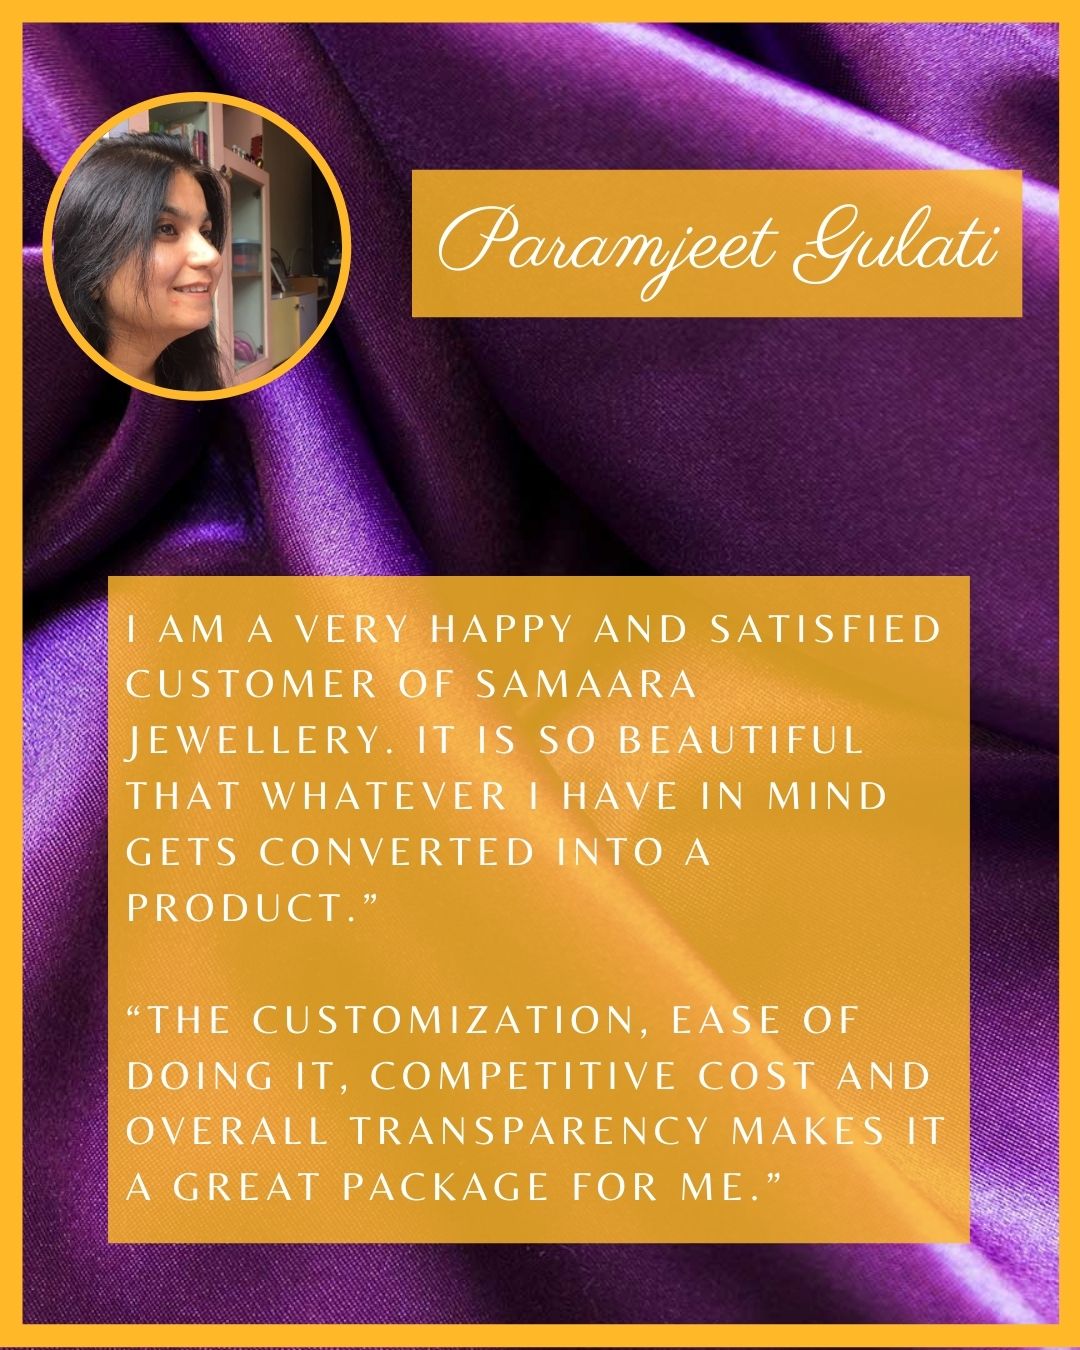 Paramjeet Gulati
I AM A VERY HAPPY AND SATISFIED
CUSTOMER OF SAMAARA
JEWELLERY. IT IS SO BEAUTIFUL
THAT WHATEVER I HAVE IN MIND
GETS CONVERTED INTO A
PRODUCT.”
“THE CUSTOMIZATION, EASE OF
DOING IT, COMPETITIVE COST AND
OVERALL TRANSPARENCY MAKES IT
A GREAT PACKAGE FOR ME.”